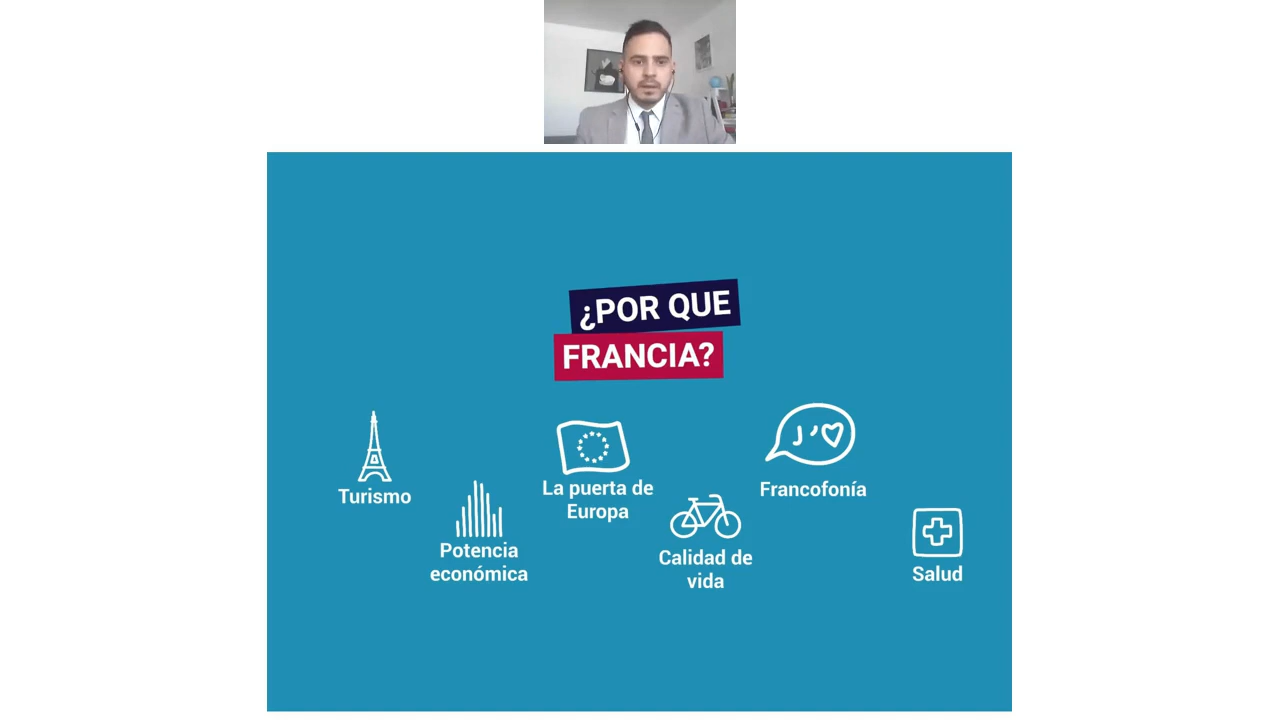 ¿POR QUE
FRANCIA?
Turismo
Potencia
económica
La puerta de
Europa
Calidad de
vida
J'
Francofonía
Salud